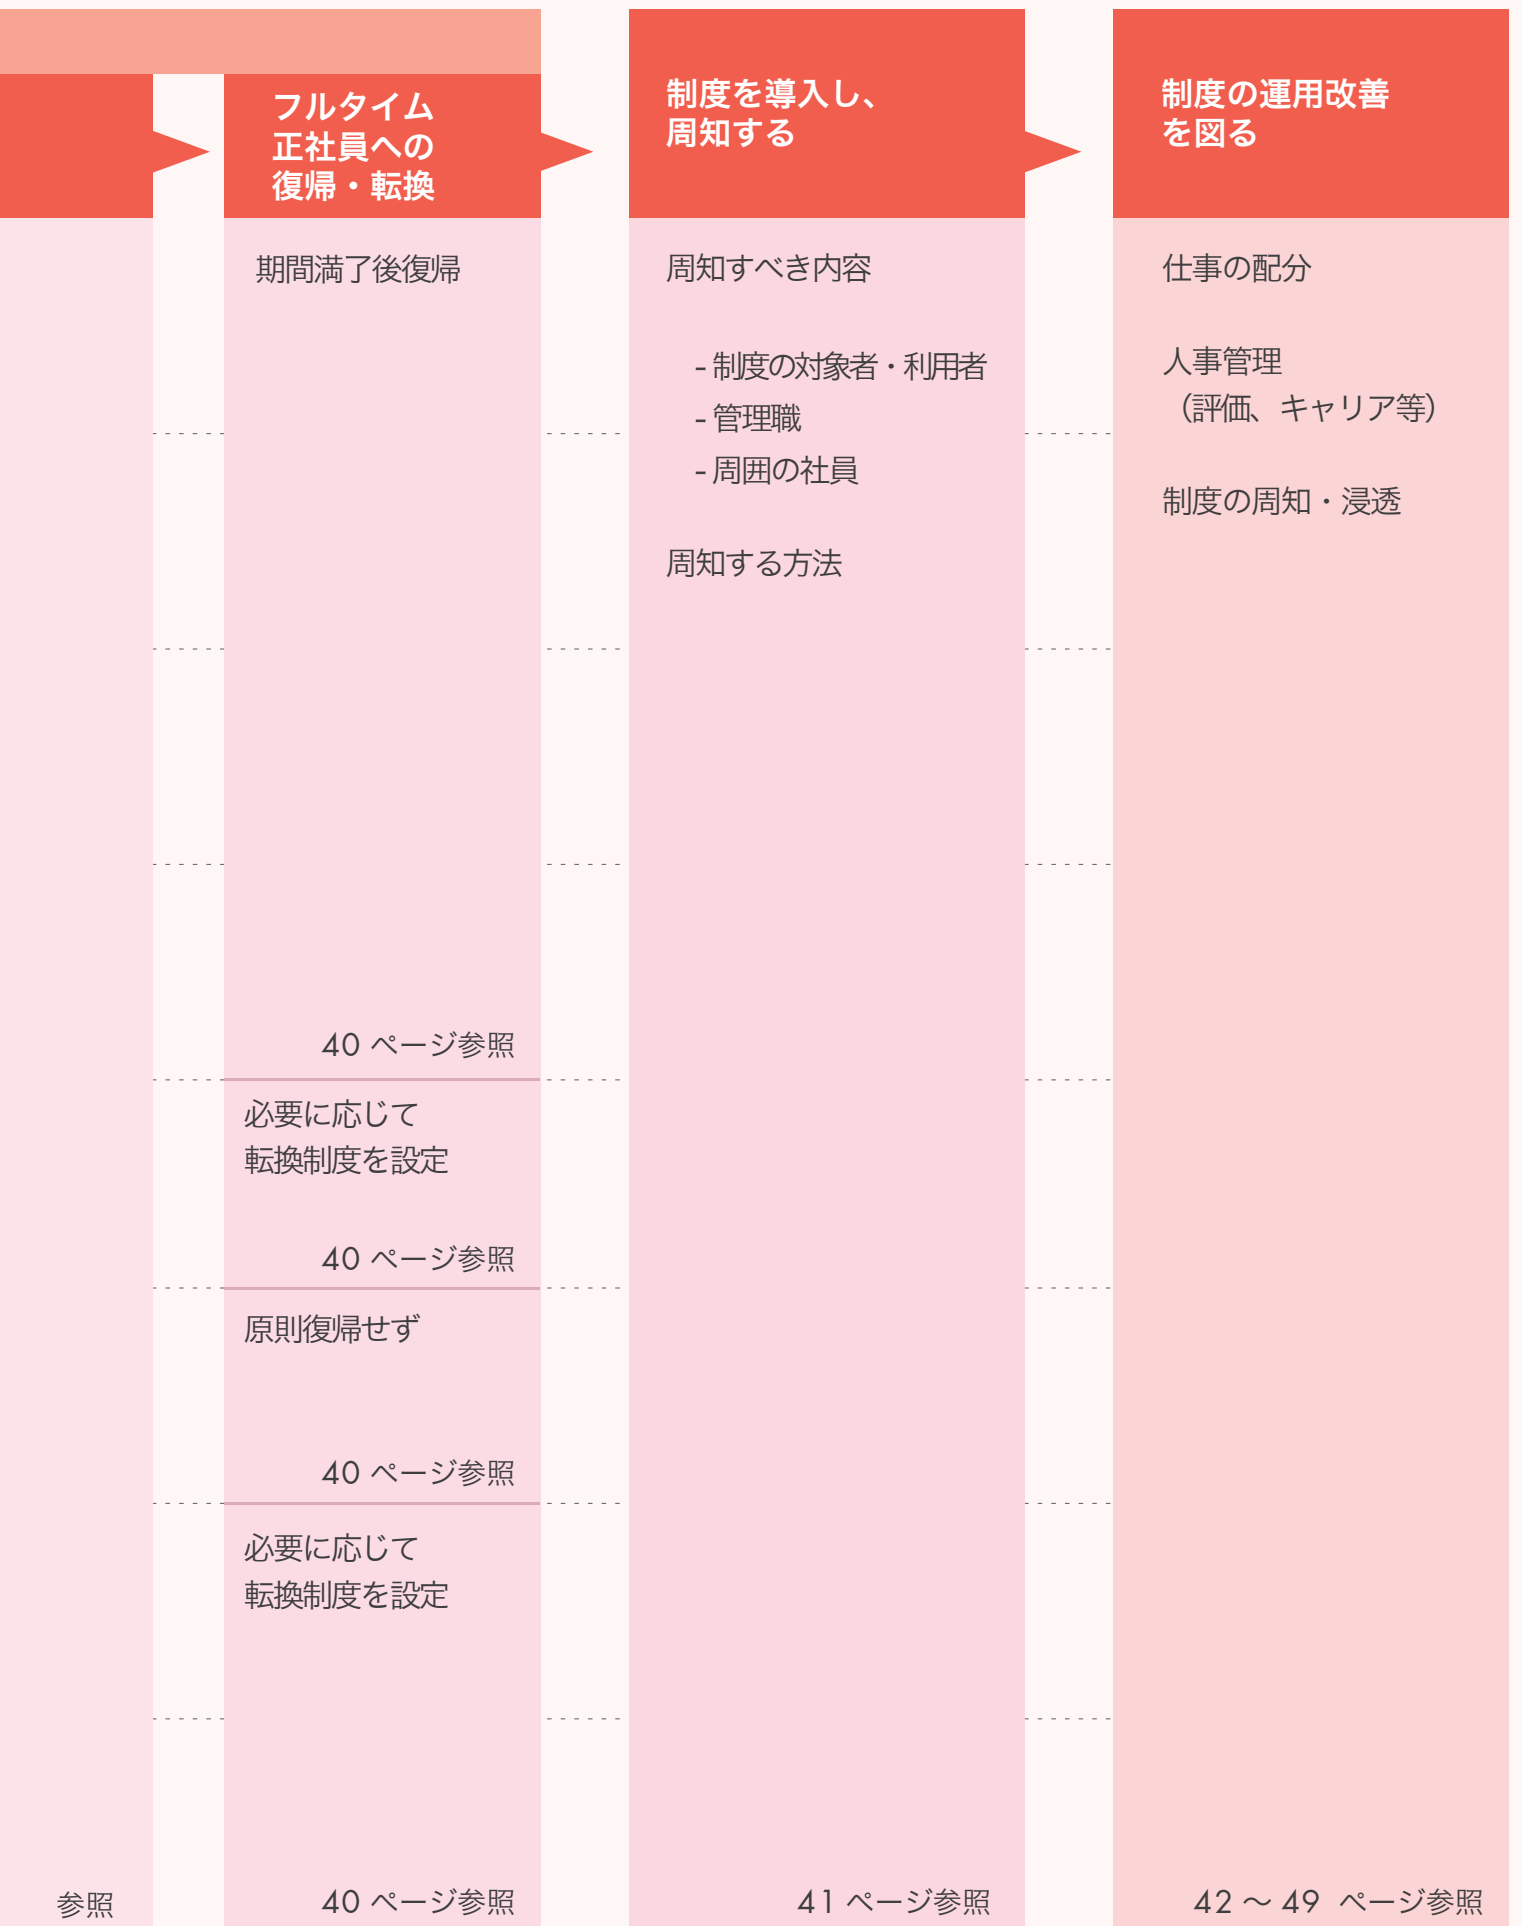 フルタイム
正社員への
復帰・転換
期間満了後復帰
40 ページ参照
必要に応じて
転換制度を設定
40 ページ参照
原則復帰せず
40 ページ参照
必要に応じて
転換制度を設定
40 ページ参照
参照
制度を導入し、
周知する
周知すべき内容
- 制度の対象者・利用者
- 管理職
- 周囲の社員
周知する方法
41 ページ参照
制度の運用改善
を図る
仕事の配分
人事管理
（評価、キャリア等）
制度の周知・浸透
42 ～ 49 ページ参照